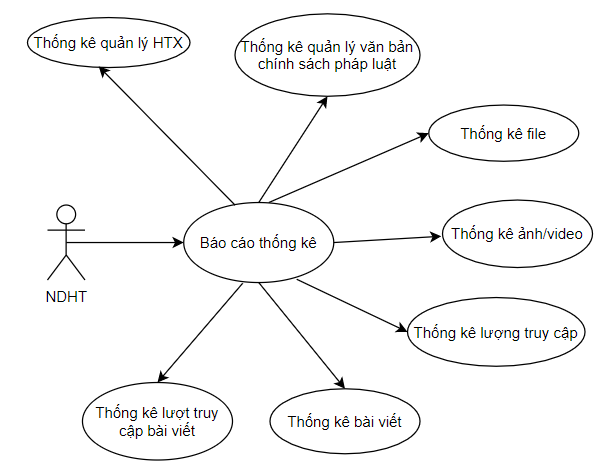 Thống kê quản lý HTX
Thống kê quản lý văn bản
chính sách pháp luật
Thống kê file
Thống kê ảnh/video
Báo cáo thống kê
NDHT
Thống kê lượng truy cập
Thống kê lượt truy
cập bài viết
Thống kê bài viết